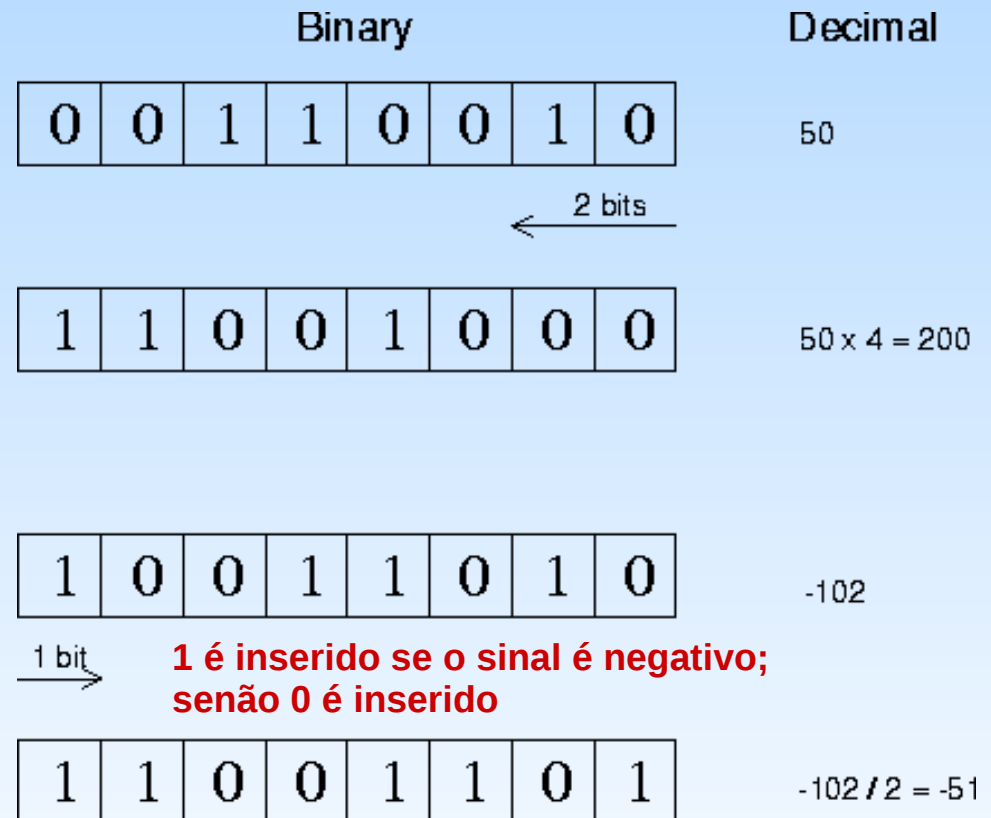 Binary Decimal
0 0 1 1 0 0 1 0 50
2 bits
1 1 0 0 1 0 0 0 50 x 4 = 200
1 0 0 1 1 0 1 0 -102
1 bit 1 é inserido se o sinal é negativo;
senão 0 é inserido
1 1 0 0 1 1 0 1 -102 / 2 = -51